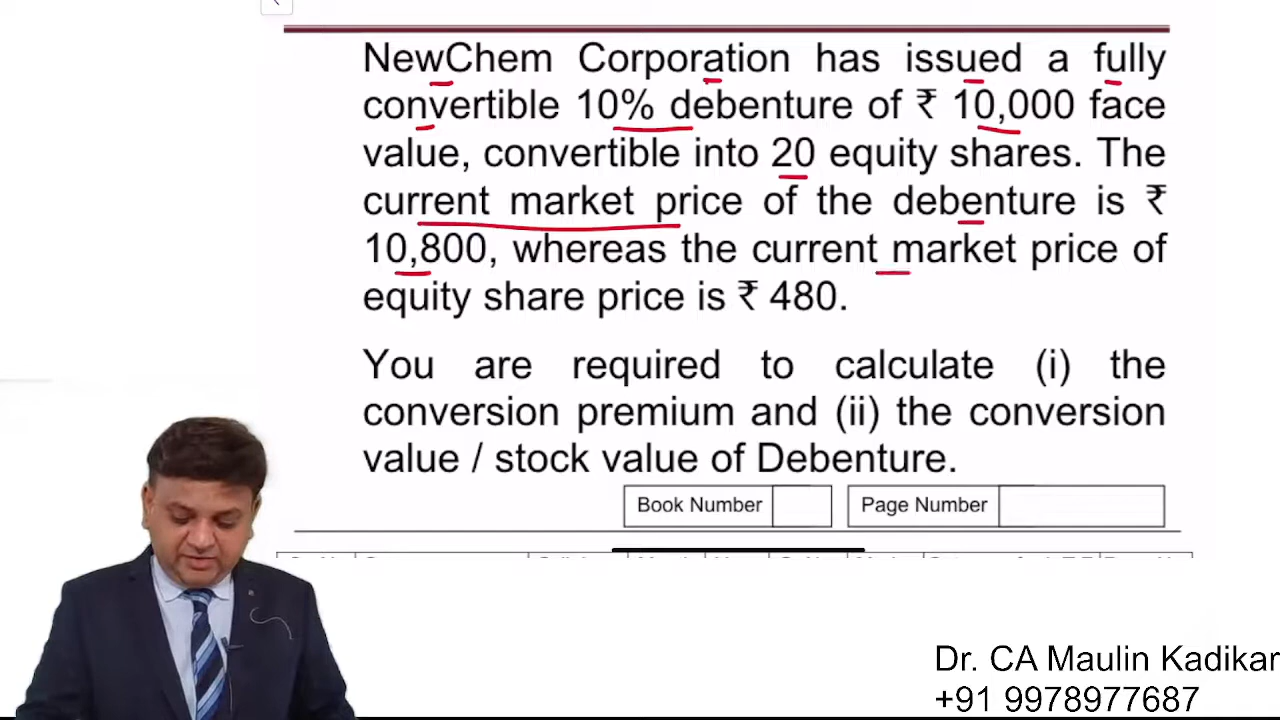 NewChem Corporation has issued a fully
convertible 10% debenture of ₹ 10,000 face
value, convertible into 20 equity shares. The
current market price of the debenture is ₹
10,800, whereas the current market price of
equity share price is ₹ 480.
You are required to calculate (i) the
conversion premium and (ii) the conversion
value / stock value of Debenture.
Book Number
Page Number
Dr. CA Maulin Kadikar
+91 9978977687